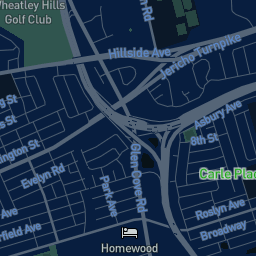 Wheatley Hills
Golf Club
Rd
Hillside Ave
Jericho Turnpike
Asbury Ave
8th St
Evelyn Rd
Park Ave
Glen Cove Rd
Carle Plac
Roslyn Ave
Broadway
Homewood